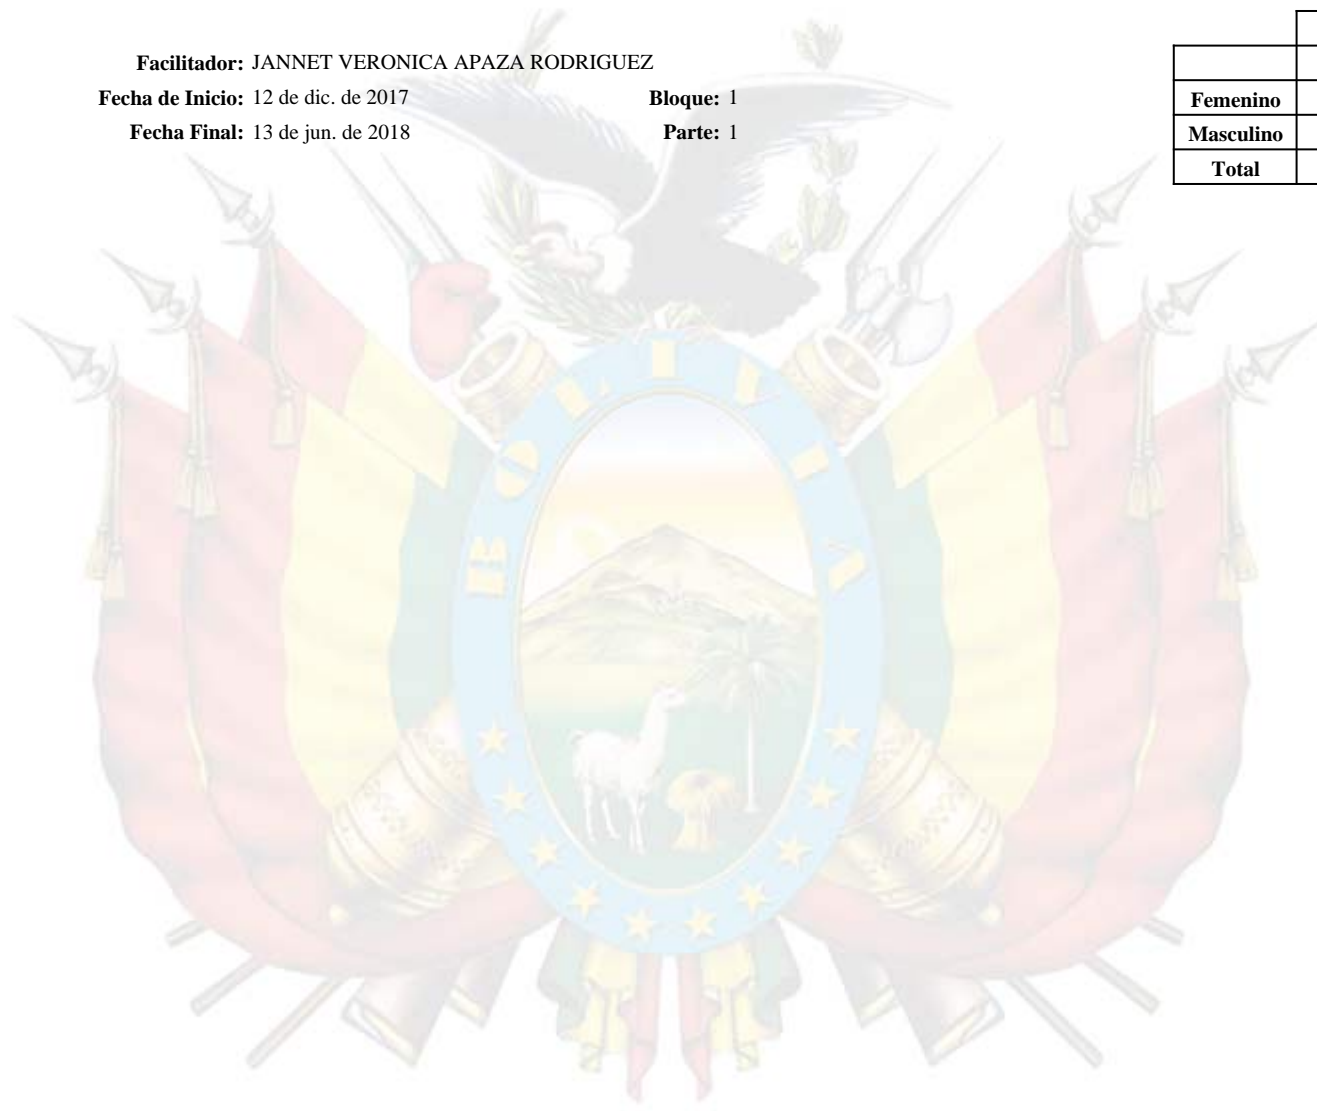 Facilitador: JANNET VERONICA APAZA RODRIGUEZ
Fecha de Inicio: 12 de dic. de 2017 Bloque: 1
Fecha Final: 13 de jun. de 2018 Parte: 1
Femenino
Masculino
Total
BOLIVIA